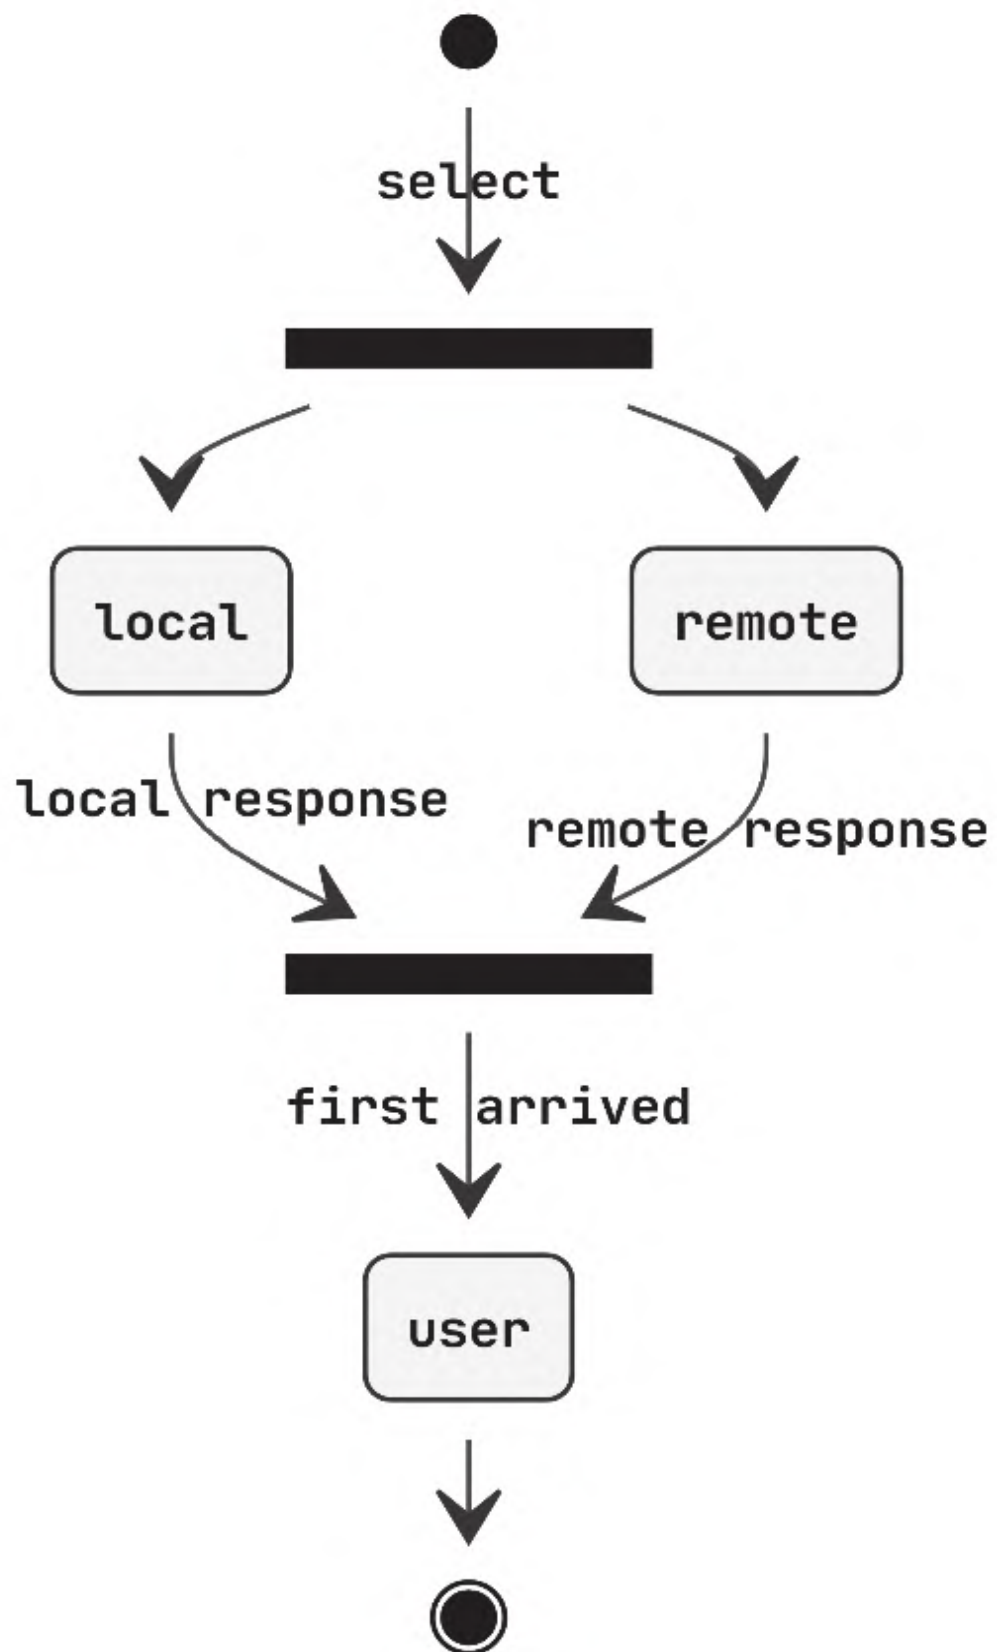 select
local
remote
local response
remote response
first arrived
user